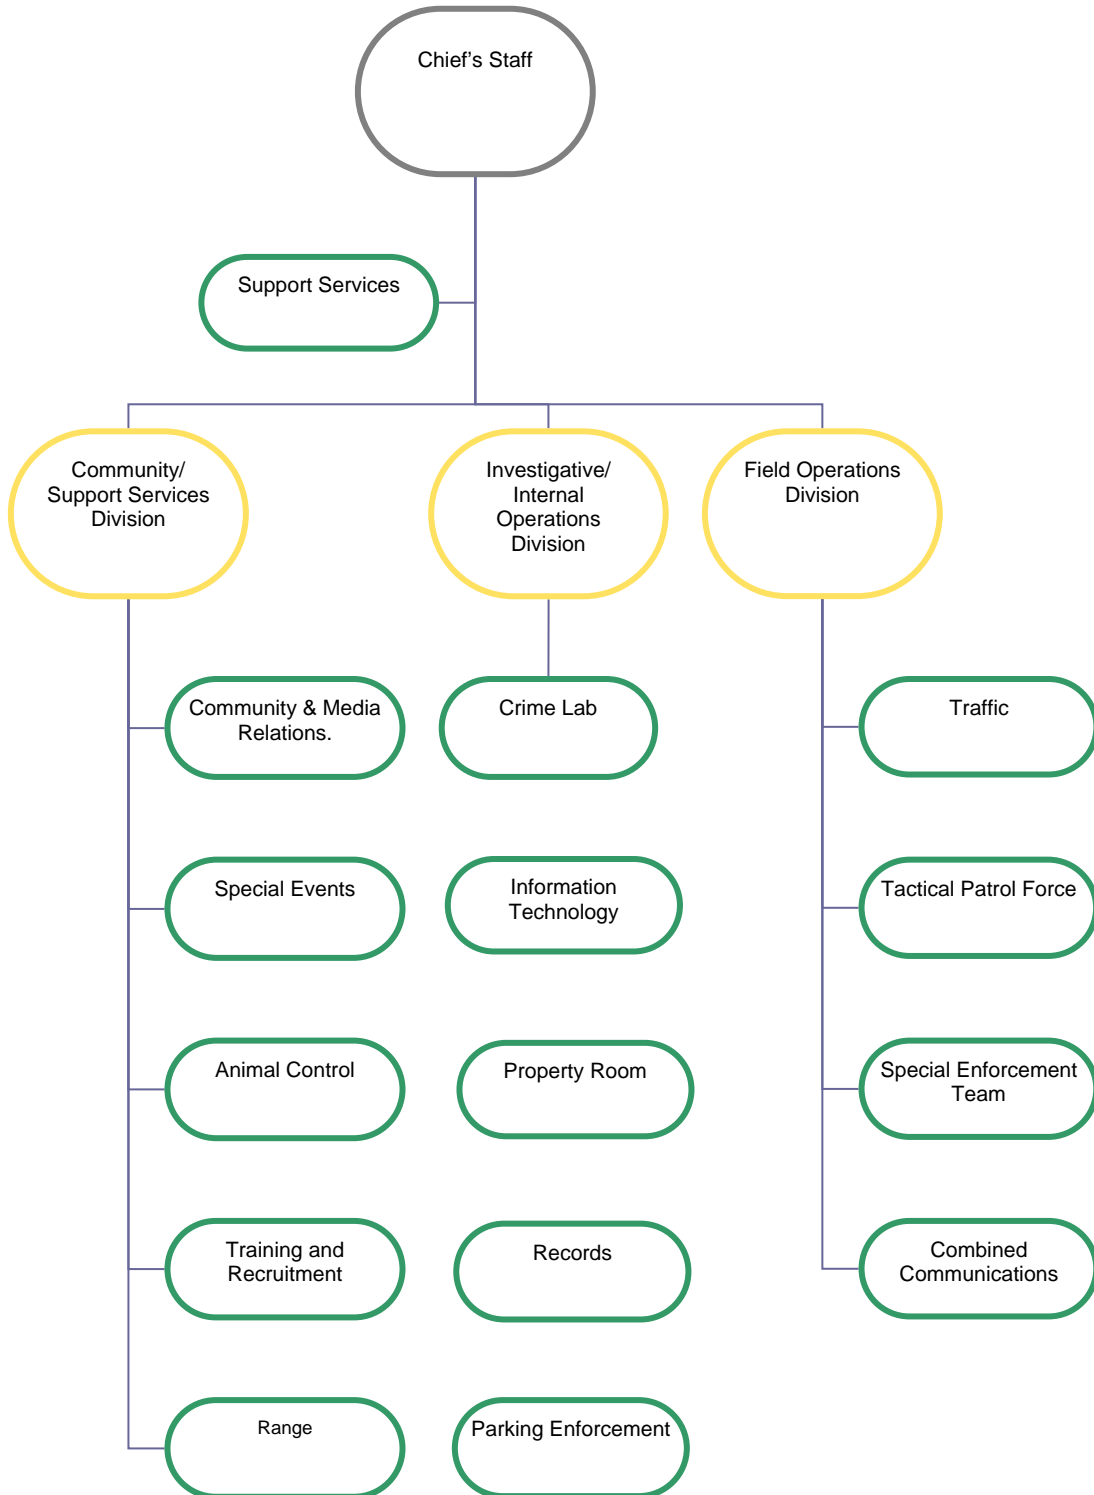 Chief’s Staff
Support Services
Community/
Support Services
Division
Investigative/
Internal
Operations
Division
Field Operations
Division
Community & Media
Relations.
Crime Lab
Traffic
Special Events
Information
Technology
Tactical Patrol Force
Animal Control
Property Room
Special Enforcement
Team
Training and
Recruitment
Records
Combined
Communications
Range
Parking Enforcement